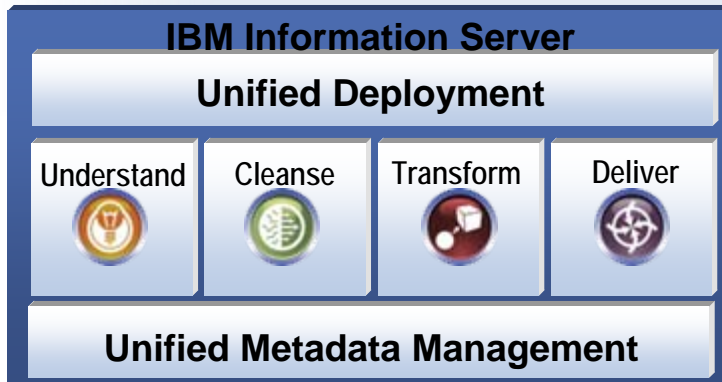 IBM Information Server
Unified Deployment
Understand
Cleanse
Transform
Deliver
Unified Metadata Management